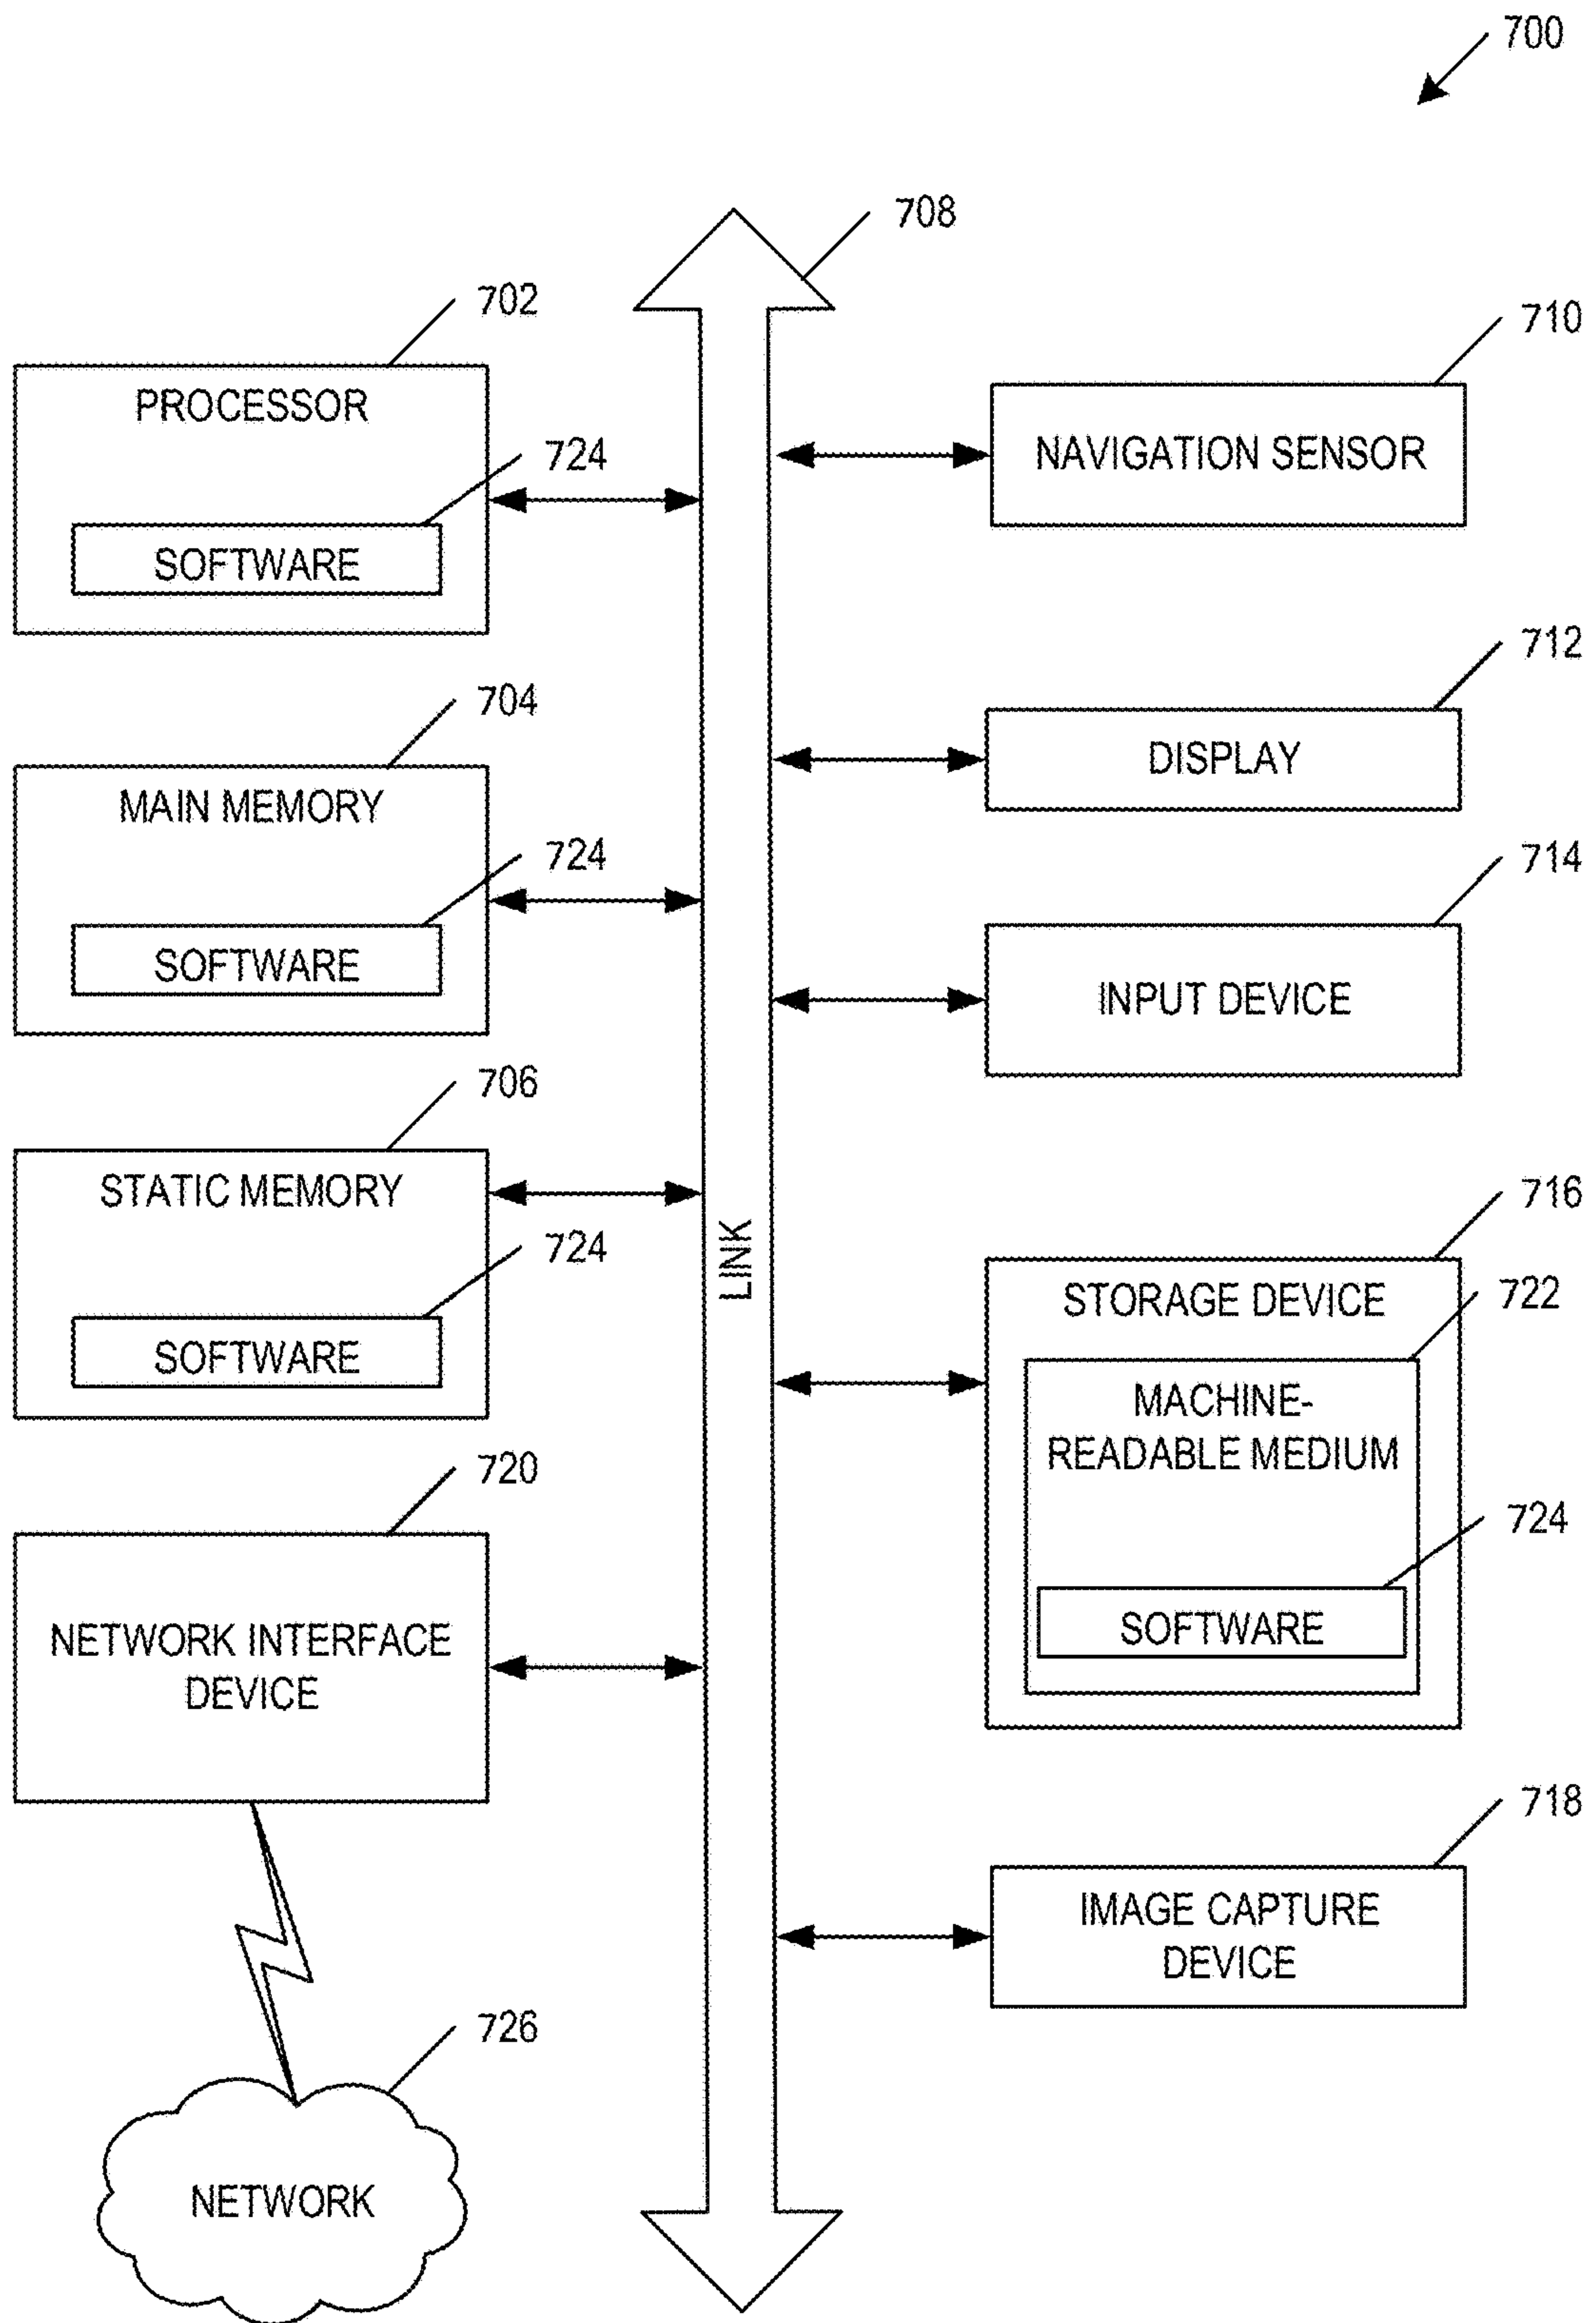 700
708
702
PROCESSOR
724
SOFTWARE
704
MAIN MEMORY
724
SOFTWARE
706
STATIC MEMORY
724
SOFTWARE
720
NETWORK INTERFACE
DEVICE
726
NETWORK
LINK
710
NAVIGATION SENSOR
712
DISPLAY
714
INPUT DEVICE
716
STORAGE DEVICE
722
MACHINE-
READABLE MEDIUM
724
SOFTWARE
718
IMAGE CAPTURE
DEVICE